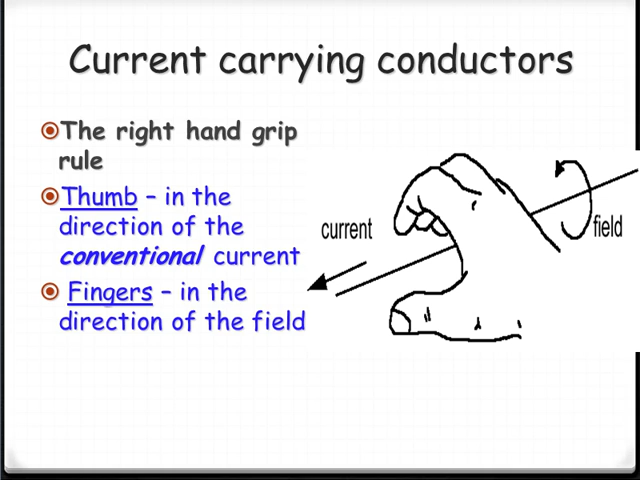 Current carrying conductors
The right hand grip
rule
Thumb – in the
direction of the
conventional current
Fingers – in the
direction of the field
current
field